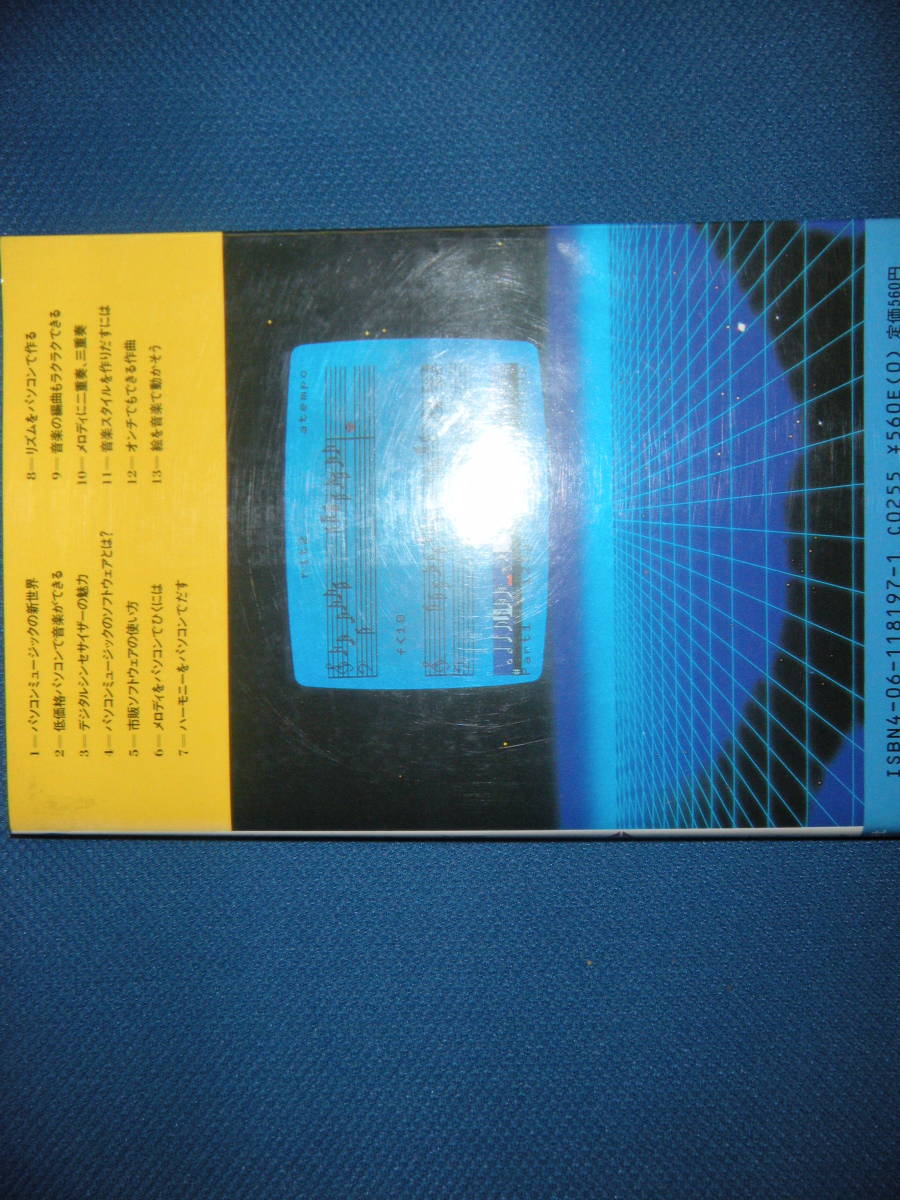 1―パソコンミュージックの新世界
2―低価格パソコンで音楽ができる
3―デジタルシンセサイザーの魅力
4―パソコンミュージックのソフトウェアとは?
5―市販ソフトウェアの使い方
6―メロディをパソコンでひくには
7―ハーモニーをパソコンでだす
8―リズムをパソコンで作る
9―音楽の編曲もラクラクできる
10―メロディに二重奏、三重奏
11―音楽スタイルを作りだすには
12―オンチでもできる作曲
13―絵を音楽で動かそう
ritz
atempo
f<10
part1
ISBN4-06-118197-1 C0255 ¥560E(0) 定価560円